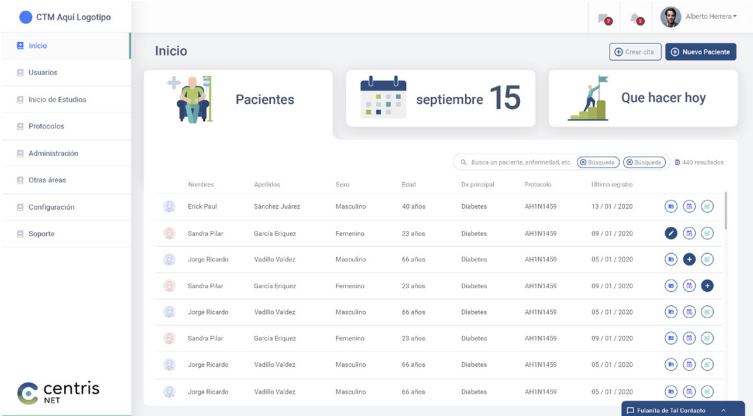 CTM Aquí Logotipo
2
2
Alberto Herrera
Inicio
Usuarios
Inicio de Estudios
Protocolos
Administración
Otras áreas
Configuración
Soporte
centris
NET
Inicio
Crear cita
Nuevo Paciente
Pacientes
septiembre 15
Que hacer hoy
Busca un paciente, enfermedad, etc.
Búsqueda
Búsqueda
443 resultados
Nombres Apellidos Sexo Edad Dx principal Protocolo Último registro
Erick Paul Sánchez Juárez Masculino 40 años Diabetes AH1N1459 13 / 01 / 2020
Sandra Pilar García Eriquez Femenino 23 años Diabetes AH1N1459 09 / 01 / 2020
Jorge Ricardo Vadillo Valdez Masculino 66 años Diabetes AH1N1459 05 / 01 / 2020
Sandra Pilar García Eriquez Femenino 23 años Diabetes AH1N1459 09 / 01 / 2020
Jorge Ricardo Vadillo Valdez Masculino 66 años Diabetes AH1N1459 05 / 01 / 2020
Sandra Pilar García Eriquez Femenino 23 años Diabetes AH1N1459 09 / 01 / 2020
Jorge Ricardo Vadillo Valdez Masculino 66 años Diabetes AH1N1459 05 / 01 / 2020
Jorge Ricardo Vadillo Valdez Masculino 66 años Diabetes AH1N1459 05 / 01 / 2020
Fulanita de Tal Contacto